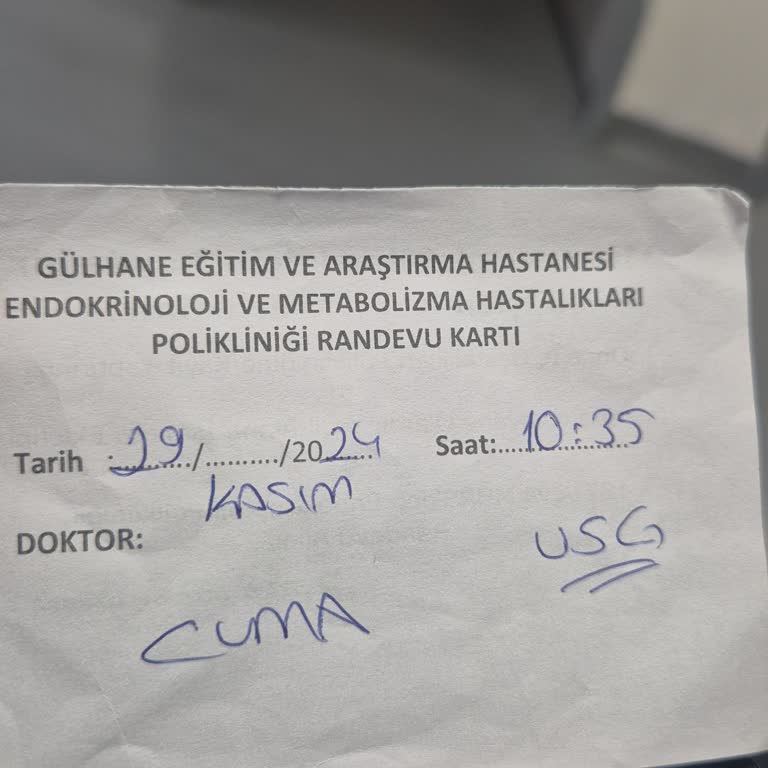 GÜLHANE EĞİTİM VE ARAŞTIRMA HASTANESİ
ENDOKRİNOLOJİ VE METABOLİZMA HASTALIKLARI
POLİKLİNİĞİ RANDEVU KARTI
Tarih :29/........../2024 Saat:....10:35
KASIM
DOKTOR:
USG
CUMA